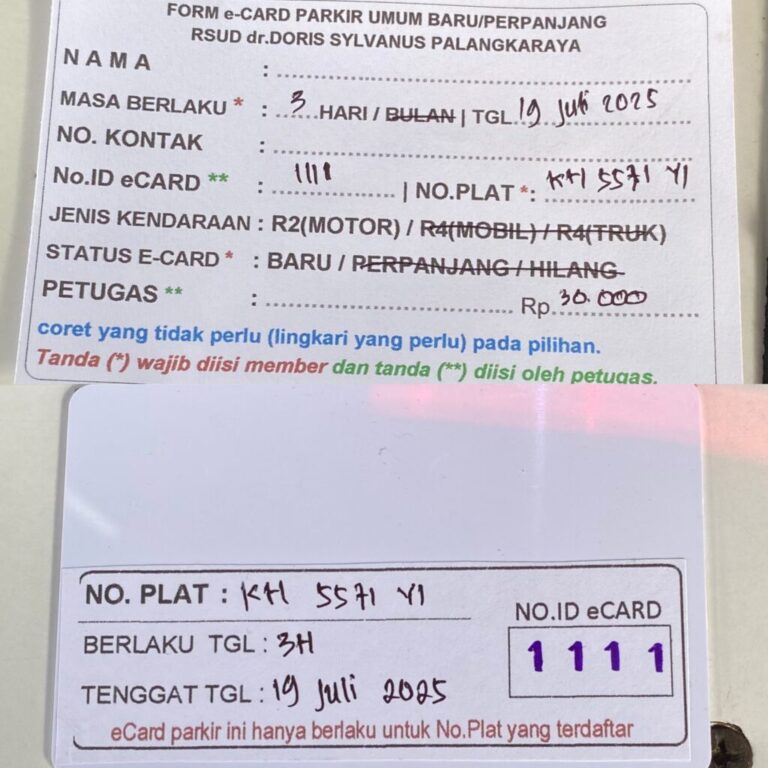 FORM e-CARD PARKIR UMUM BARU/PERPANJANG
RSUD dr.DORIS SYLVANUS PALANGKARAYA
NAMA :
MASA BERLAKU * : 3 HARI / BULAN | TGL. 19 Juli 2025
NO. KONTAK :
No.ID eCARD ** : 1111 | NO.PLAT *: KH 5571 YI
JENIS KENDARAAN : R2(MOTOR) / R4(MOBIL) / R4(TRUK)
STATUS E-CARD * : BARU / PERPANJANG / HILANG
PETUGAS ** : Rp. 30.000
coret yang tidak perlu (lingkari yang perlu) pada pilihan.
Tanda (*) wajib diisi member dan tanda (**) diisi oleh petugas.
NO. PLAT : KH 5571 YI
BERLAKU TGL : 3H
TENGGAT TGL : 19 Juli 2025
NO.ID eCARD
1111
eCard parkir ini hanya berlaku untuk No.Plat yang terdaftar